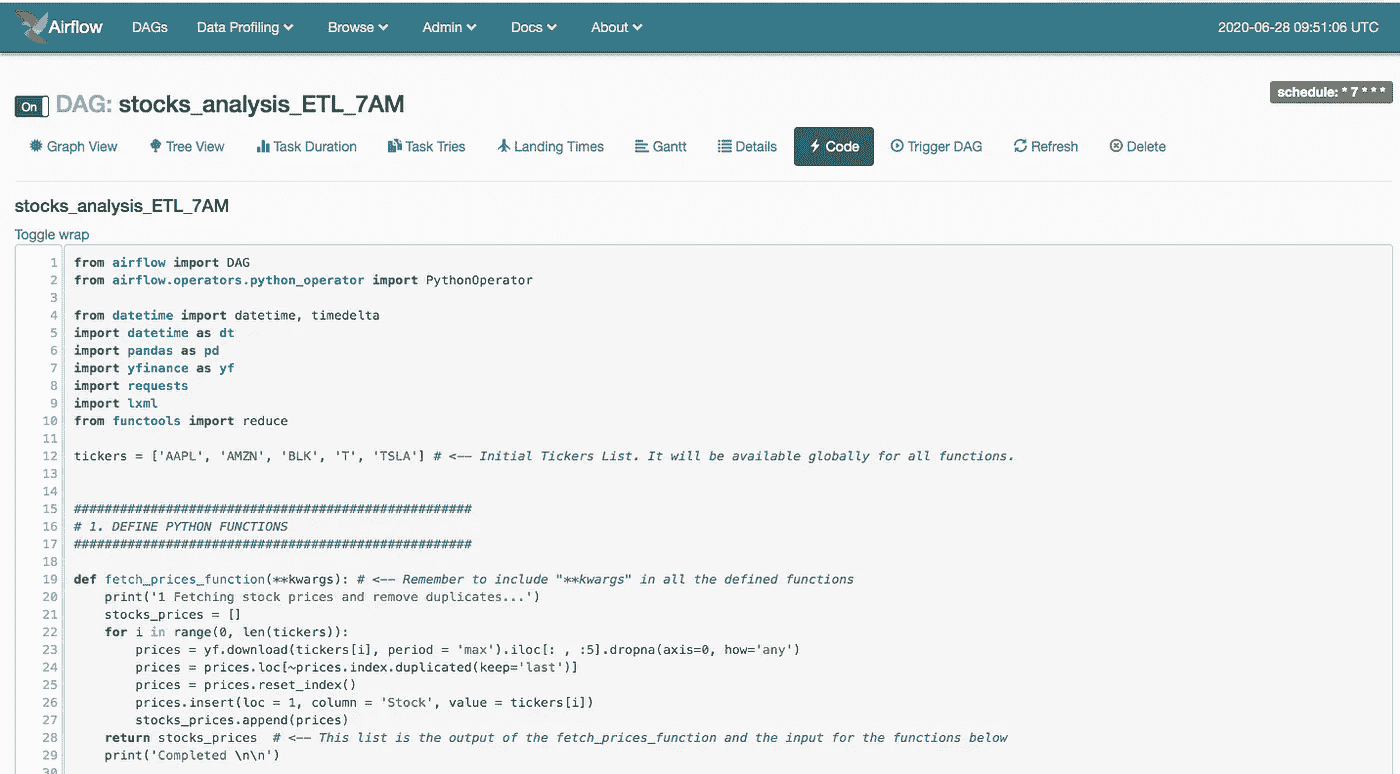 Airflow DAGs Data Profiling Browse Admin Docs About 2020-06-28 09:51:06 UTC
On DAG: stocks_analysis_ETL_7AM schedule: * 7 * * *
Graph View Tree View Task Duration Task Tries Landing Times Gantt Details Code Trigger DAG Refresh Delete
stocks_analysis_ETL_7AM
Toggle wrap
1 from airflow import DAG
2 from airflow.operators.python_operator import PythonOperator
3
4 from datetime import datetime, timedelta
5 import datetime as dt
6 import pandas as pd
7 import yfinance as yf
8 import requests
9 import lxml
10 from functools import reduce
11
12 tickers = ['AAPL', 'AMZN', 'BLK', 'T', 'TSLA'] # <-- Initial Tickers List. It will be available globally for all functions.
13
14
15 ####################################################
16 # 1. DEFINE PYTHON FUNCTIONS
17 ####################################################
18
19 def fetch_prices_function(**kwargs): # <-- Remember to include "**kwargs" in all the defined functions
20     print('1 Fetching stock prices and remove duplicates...')
21     stocks_prices = []
22     for i in range(0, len(tickers)):
23         prices = yf.download(tickers[i], period = 'max').iloc[: , :5].dropna(axis=0, how='any')
24         prices = prices.loc[~prices.index.duplicated(keep='last')]
25         prices = prices.reset_index()
26         prices.insert(loc = 1, column = 'Stock', value = tickers[i])
27         stocks_prices.append(prices)
28     return stocks_prices  # <-- This list is the output of the fetch_prices_function and the input for the functions below
29     print('Completed \n\n')
30